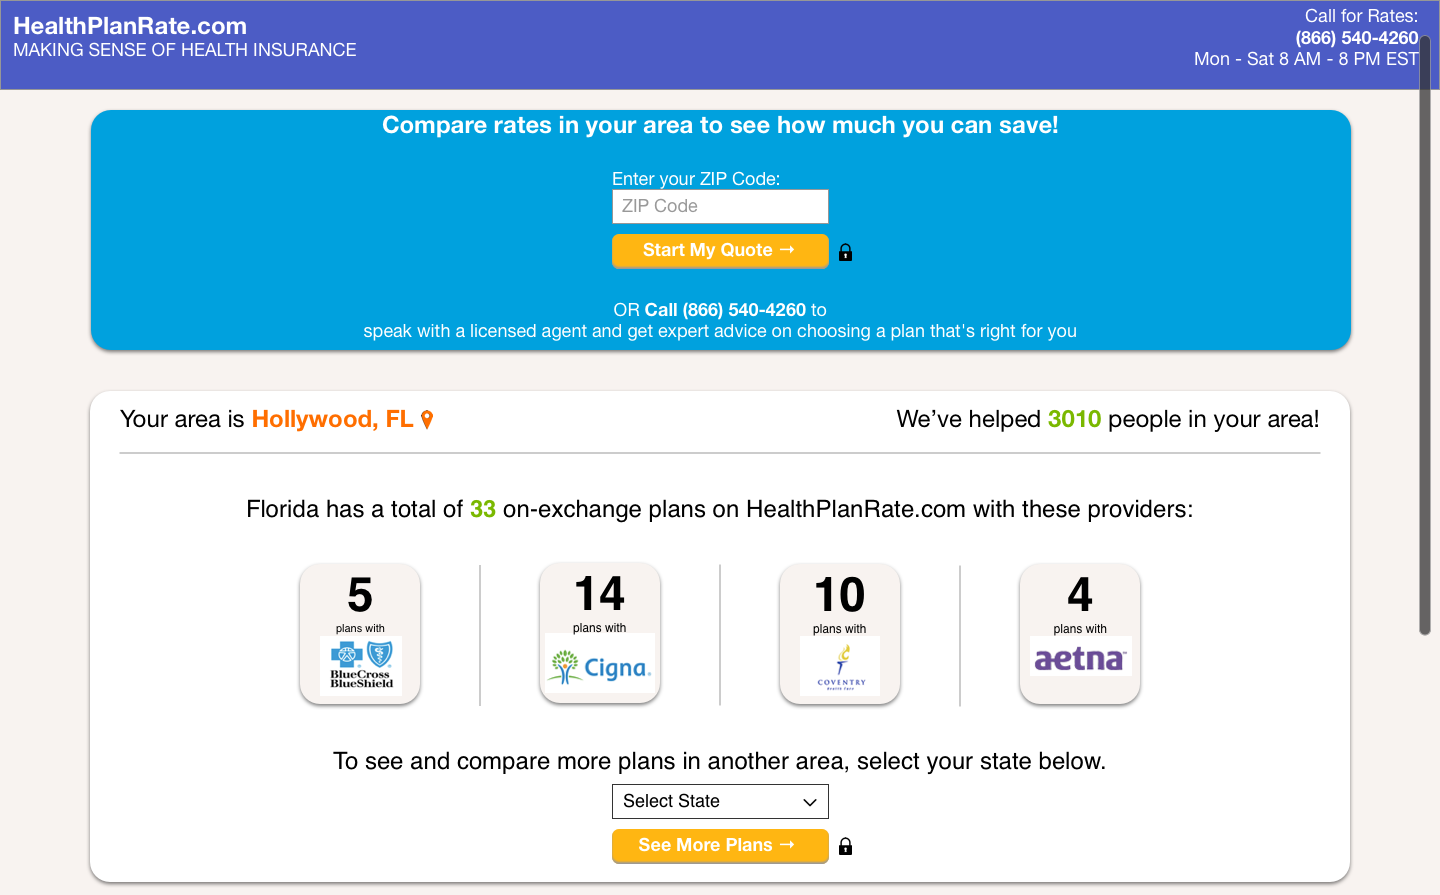 HealthPlanRate.com
MAKING SENSE OF HEALTH INSURANCE
Call for Rates:
(866) 540-4260
Mon - Sat 8 AM - 8 PM EST
Compare rates in your area to see how much you can save!
Enter your ZIP Code:
ZIP Code
Start My Quote →
OR Call (866) 540-4260 to
speak with a licensed agent and get expert advice on choosing a plan that's right for you
Your area is Hollywood, FL
We’ve helped 3010 people in your area!
Florida has a total of 33 on-exchange plans on HealthPlanRate.com with these providers:
5
plans with
BlueCross
BlueShield
14
plans with
Cigna
10
plans with
COVENTRY
Health Care
4
plans with
aetna
To see and compare more plans in another area, select your state below.
Select State
See More Plans →